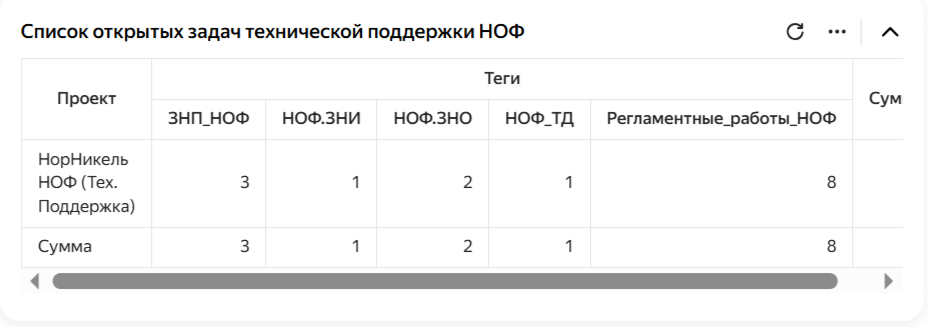 Список открытых задач технической поддержки НОФ
Проект
Теги
Сум
ЗНП_НОФ НОФ.ЗНИ НОФ.ЗНО НОФ_ТД Регламентные_работы_НОФ
НорНикель
НОФ (Тех.
Поддержка)
3 1 2 1 8
Сумма 3 1 2 1 8